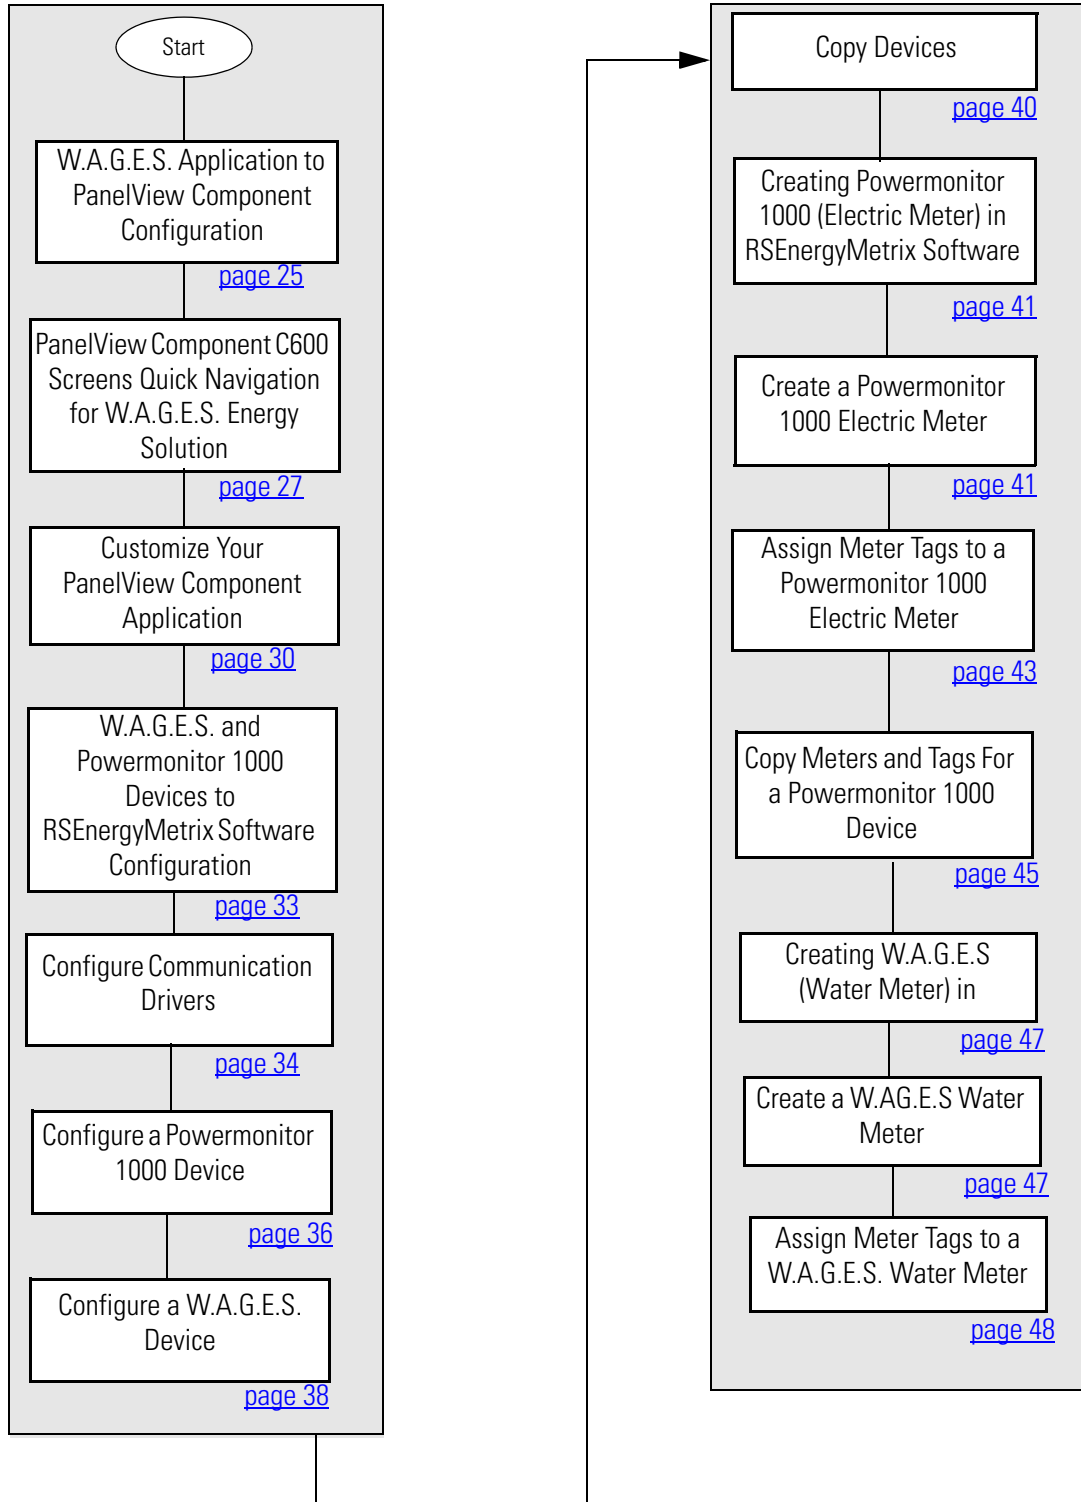 Start
W.A.G.E.S. Application to
PanelView Component
Configuration
page 25
PanelView Component C600
Screens Quick Navigation
for W.A.G.E.S. Energy
Solution
page 27
Customize Your
PanelView Component
Application
page 30
W.A.G.E.S. and
Powermonitor 1000
Devices to
RSEnergyMetrix Software
Configuration
page 33
Configure Communication
Drivers
page 34
Configure a Powermonitor
1000 Device
page 36
Configure a W.A.G.E.S.
Device
page 38
Copy Devices
page 40
Creating Powermonitor
1000 (Electric Meter) in
RSEnergyMetrix Software
page 41
Create a Powermonitor
1000 Electric Meter
page 41
Assign Meter Tags to a
Powermonitor 1000
Electric Meter
page 43
Copy Meters and Tags For
a Powermonitor 1000
Device
page 45
Creating W.A.G.E.S
(Water Meter) in
page 47
Create a W.AG.E.S Water
Meter
page 47
Assign Meter Tags to a
W.A.G.E.S. Water Meter
page 48